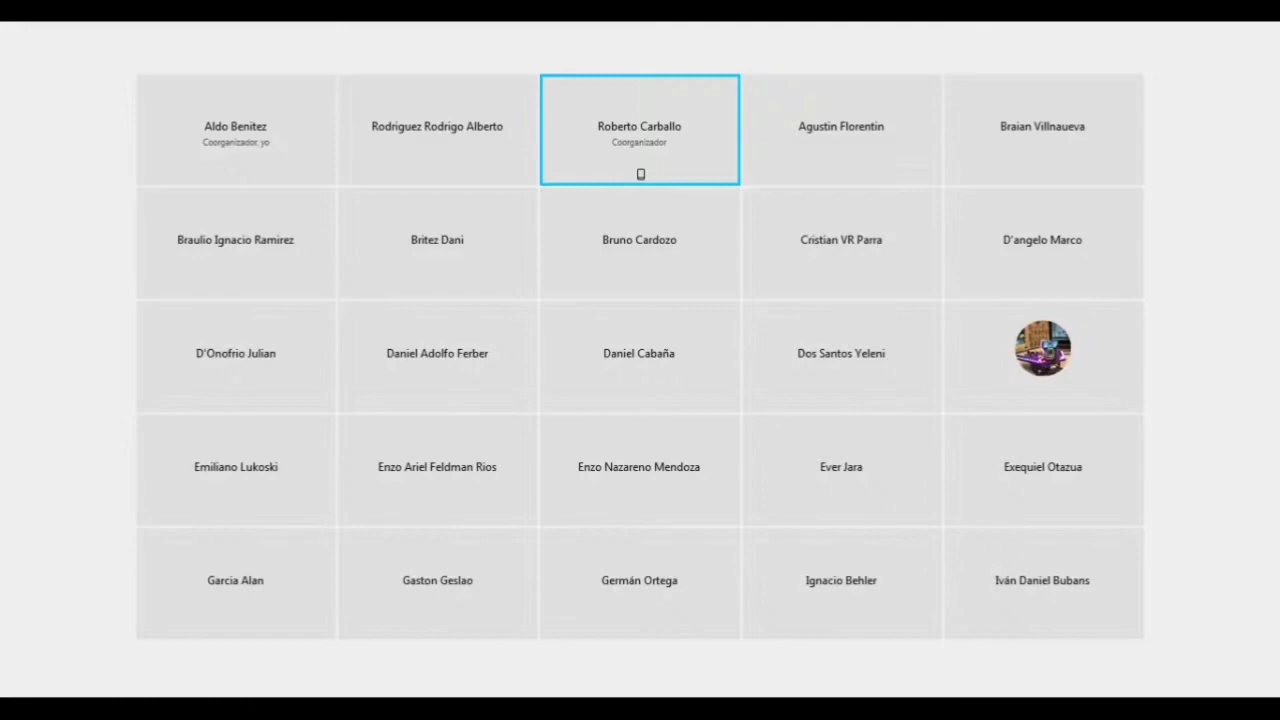 Aldo Benitez
Coorganizador, yo
Rodriguez Rodrigo Alberto
Roberto Carballo
Coorganizador
Agustin Florentin
Braian Villnaueva
Braulio Ignacio Ramirez
Britez Dani
Bruno Cardozo
Cristian VR Parra
D'angelo Marco
D'Onofrio Julian
Daniel Adolfo Ferber
Daniel Cabaña
Dos Santos Yeleni
Emiliano Lukoski
Enzo Ariel Feldman Rios
Enzo Nazareno Mendoza
Ever Jara
Exequiel Otazua
Garcia Alan
Gaston Geslao
Germán Ortega
Ignacio Behler
Iván Daniel Bubans